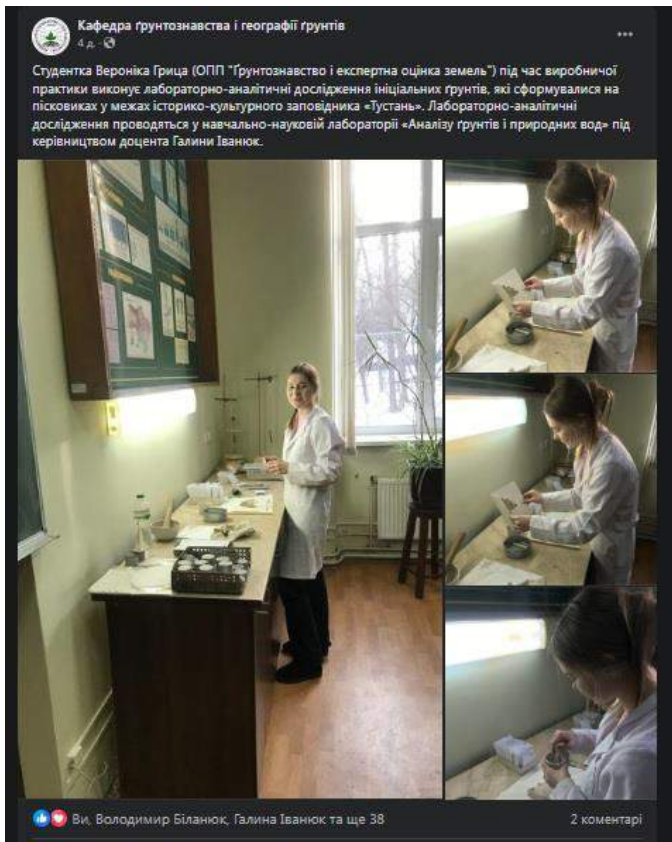 Кафедра ґрунтознавства і географії ґрунтів
4 д.
Студентка Вероніка Грица (ОПП "Ґрунтознавство і експертна оцінка земель") під час виробничої
практики виконує лабораторно-аналітичні дослідження ініціальних ґрунтів, які сформувалися на
пісковиках у межах історико-культурного заповідника «Тустань». Лабораторно-аналітичні
дослідження проводяться у навчально-науковій лабораторії «Аналізу ґрунтів і природних вод» під
керівництвом доцента Галини Іванюк.
Ви, Володимир Біланюк, Галина Іванюк та ще 38
2 коментарі